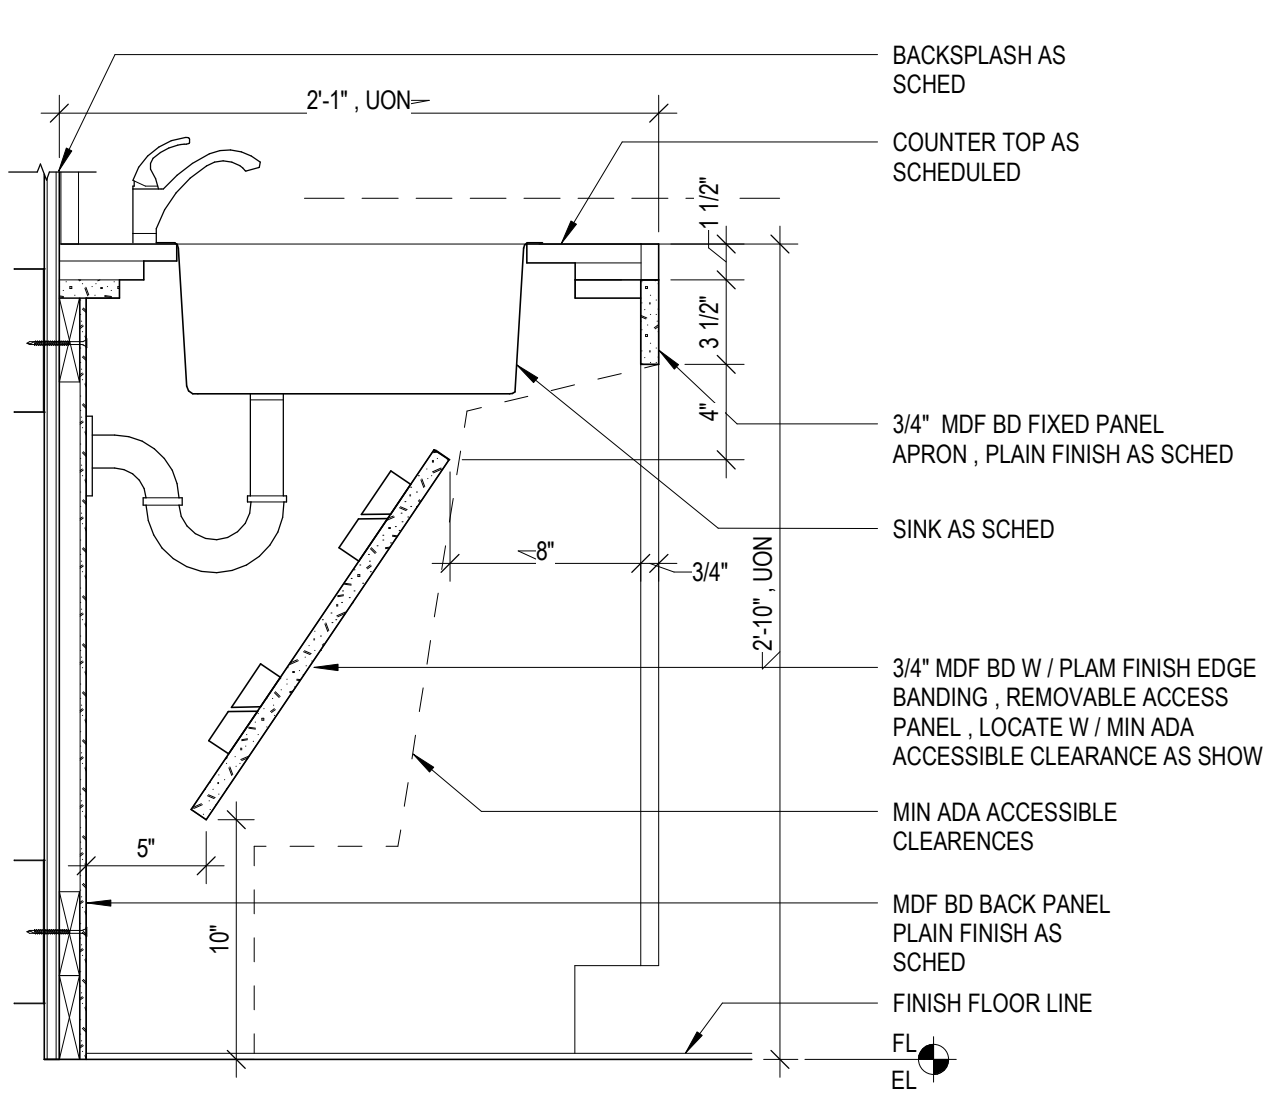 BACKSPLASH AS
SCHED
2'-1" , UON
COUNTER TOP AS
SCHEDULED
1 1/2"
3 1/2"
4"
3/4"  MDF BD FIXED PANEL
APRON , PLAIN FINISH AS SCHED
SINK AS SCHED
8"
3/4"
2'-10" , UON
3/4" MDF BD W / PLAM FINISH EDGE
BANDING , REMOVABLE ACCESS
PANEL , LOCATE W / MIN ADA
ACCESSIBLE CLEARANCE AS SHOW
MIN ADA ACCESSIBLE
CLEARENCES
5"
10"
MDF BD BACK PANEL
PLAIN FINISH AS
SCHED
FINISH FLOOR LINE
FL
EL